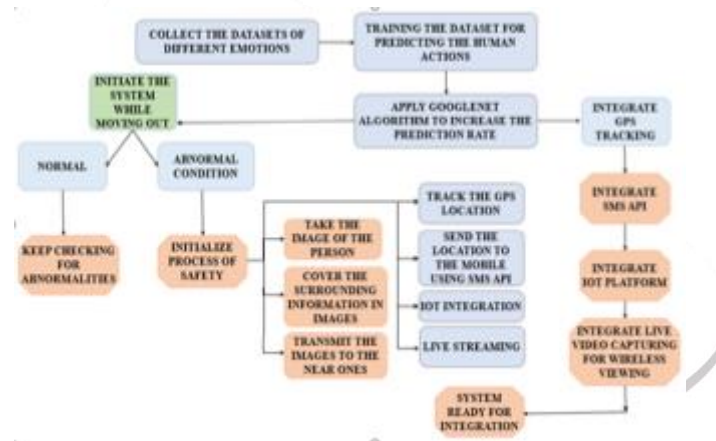 COLLECT THE DATASETS OF
DIFFERENT EMOTIONS
TRAINING THE DATASET FOR
PREDICTING THE HUMAN
ACTIONS
INITIATE THE
SYSTEM
WHILE
MOVING OUT
APPLY GOOGLENET
ALGORITHM TO INCREASE THE
PREDICTION RATE
INTEGRATE
GPS
TRACKING
NORMAL
ABNORMAL
CONDITION
KEEP CHECKING
FOR
ABNORMALITIES
INITIALIZE
PROCESS OF
SAFETY
TAKE THE
IMAGE OF THE
PERSON
COVER THE
SURROUNDING
INFORMATION IN
IMAGES
TRANSMIT THE
IMAGES TO THE
NEAR ONES
TRACK THE GPS
LOCATION
SEND THE
LOCATION TO
THE MOBILE
USING SMS API
IOT INTEGRATION
LIVE STREAMING
INTEGRATE
SMS API
INTEGRATE
IOT PLATFORM
INTEGRATE LIVE
VIDEO CAPTURING
FOR WIRELESS
VIEWING
SYSTEM
READY FOR
INTEGRATION